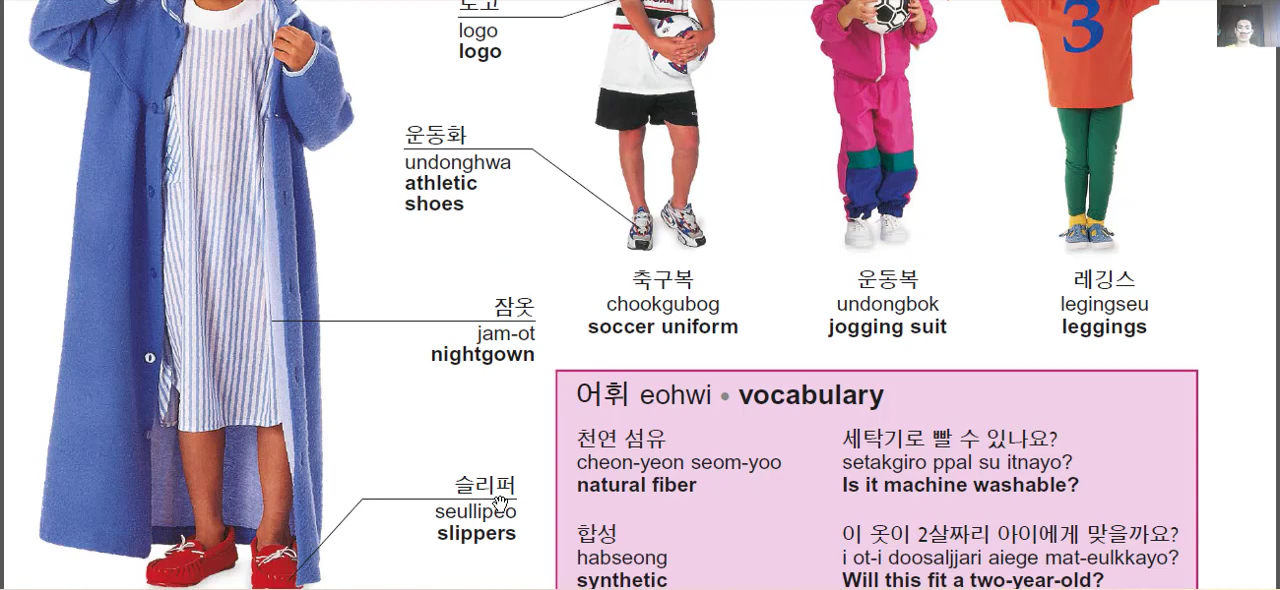 로고
logo
logo
운동화
undonghwa
athletic
shoes
잠옷
jam-ot
nightgown
슬리퍼
seullipeo
slippers
3
축구복
chookgubog
soccer uniform
운동복
undongbok
jogging suit
레깅스
legingseu
leggings
어휘 eohwi • vocabulary
천연 섬유
cheon-yeon seom-yoo
natural fiber
합성
habseong
synthetic
세탁기로 빨 수 있나요?
setakgiro ppal su itnayo?
Is it machine washable?
이 옷이 2살짜리 아이에게 맞을까요?
i ot-i doosaljjari aiege mat-eulkkayo?
Will this fit a two-year-old?